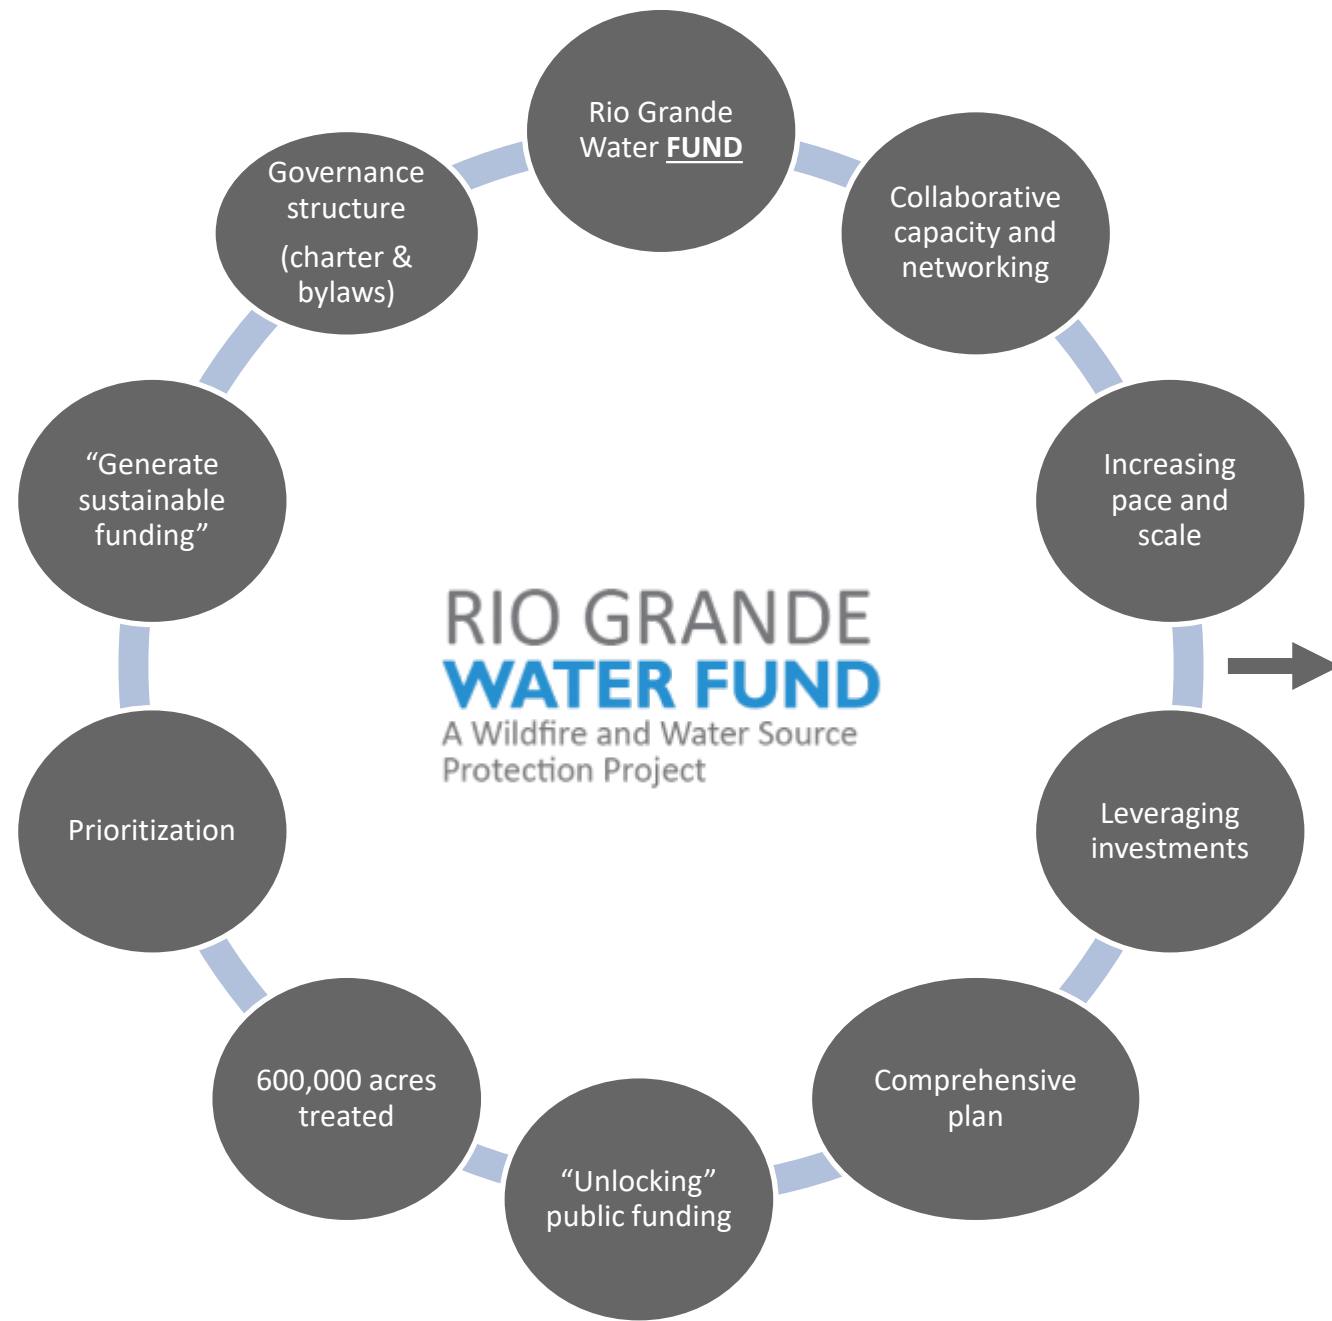 Rio Grande
Water FUND
Collaborative
capacity and
networking
Increasing
pace and
scale
Leveraging
investments
Comprehensive
plan
“Unlocking”
public funding
600,000 acres
treated
Prioritization
“Generate
sustainable
funding”
Governance
structure
(charter &
bylaws)
RIO GRANDE
WATER FUND
A Wildfire and Water Source
Protection Project